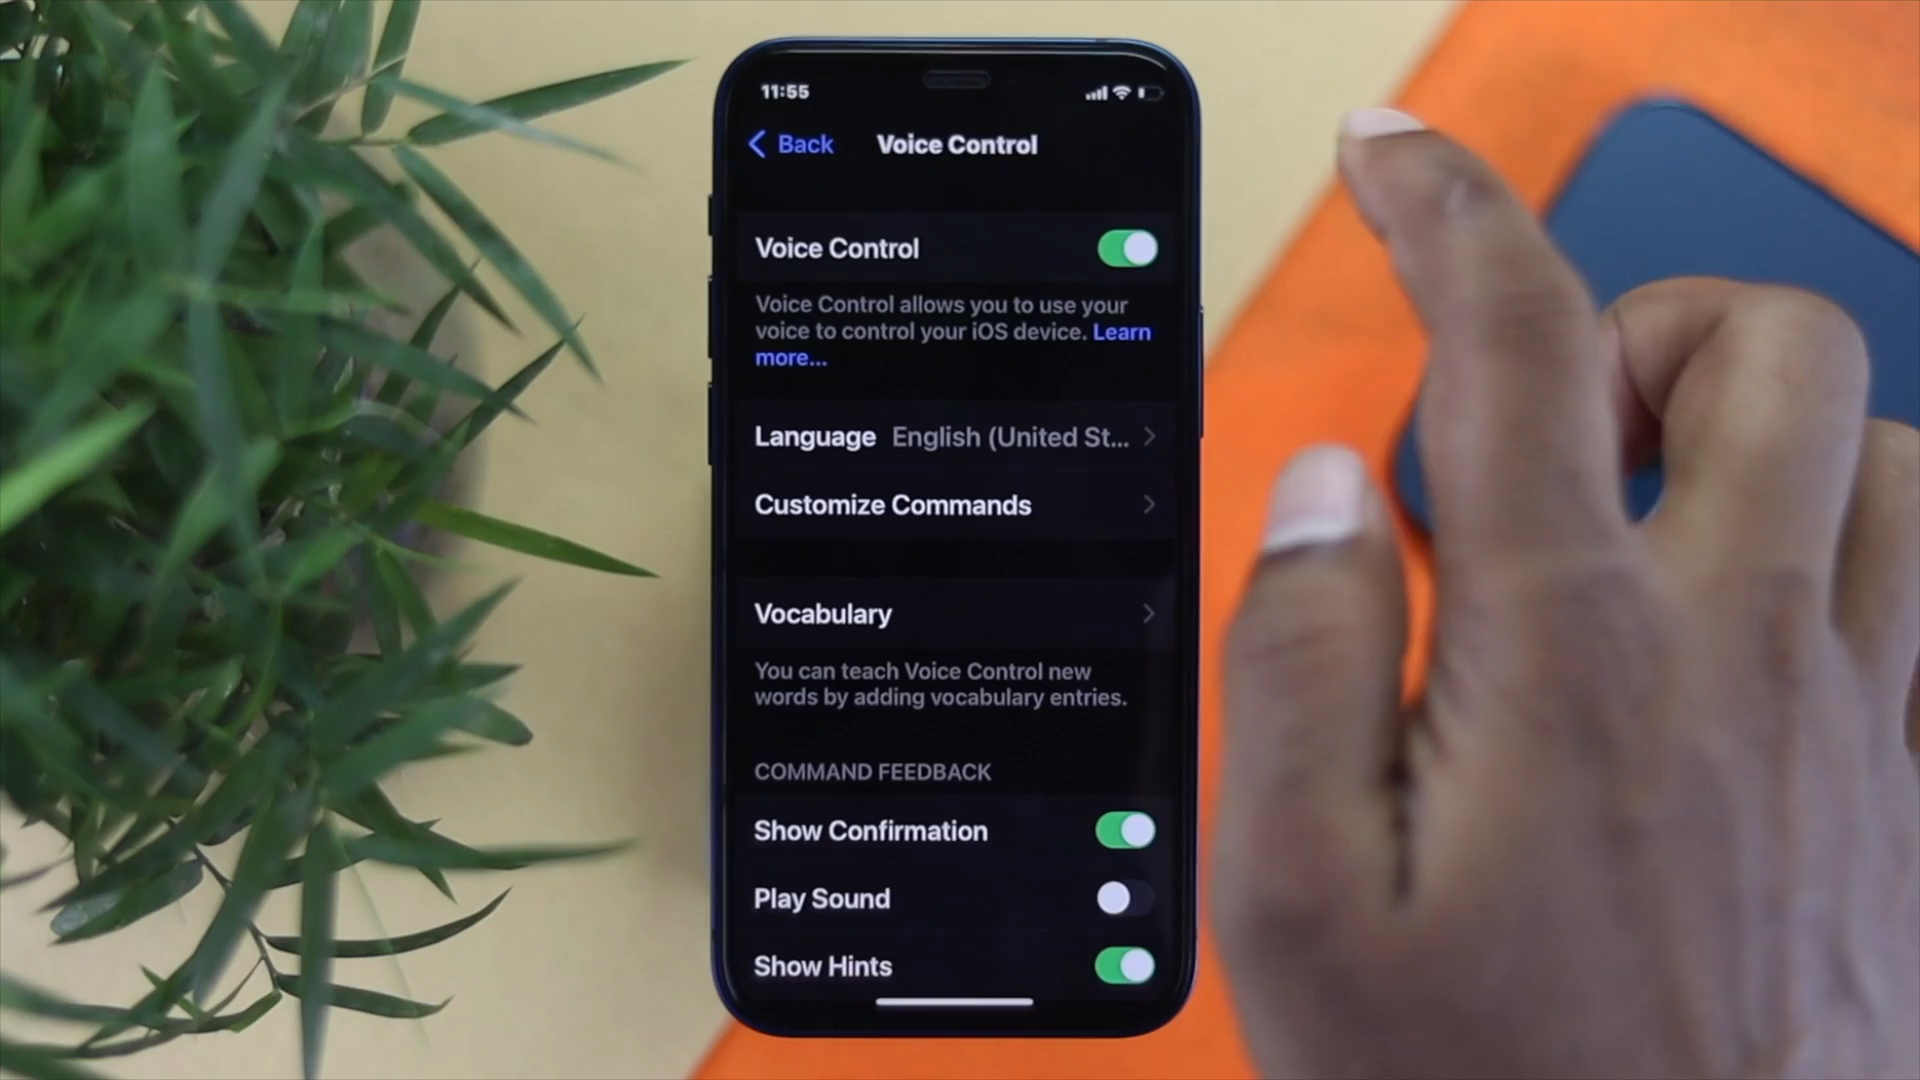 11:55
Back Voice Control
Voice Control
Voice Control allows you to use your
voice to control your iOS device. Learn
more...
Language English (United St...
Customize Commands
Vocabulary
You can teach Voice Control new
words by adding vocabulary entries.
COMMAND FEEDBACK
Show Confirmation
Play Sound
Show Hints